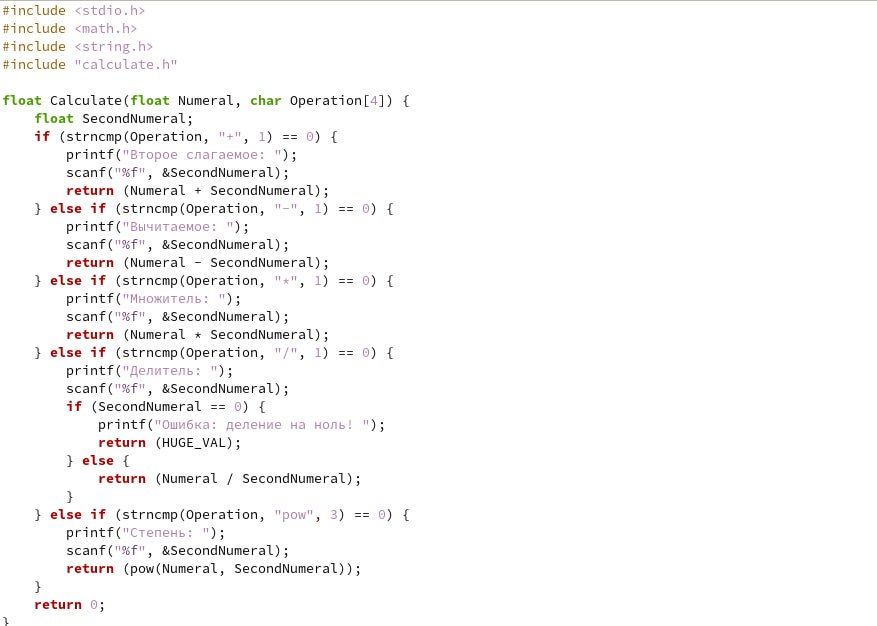 #include <stdio.h>
#include <math.h>
#include <string.h>
#include "calculate.h"

float Calculate(float Numeral, char Operation[4]) {
    float SecondNumeral;
    if (strncmp(Operation, "+", 1) == 0) {
        printf("Второе слагаемое: ");
        scanf("%f", &SecondNumeral);
        return (Numeral + SecondNumeral);
    } else if (strncmp(Operation, "-", 1) == 0) {
        printf("Вычитаемое: ");
        scanf("%f", &SecondNumeral);
        return (Numeral - SecondNumeral);
    } else if (strncmp(Operation, "*", 1) == 0) {
        printf("Множитель: ");
        scanf("%f", &SecondNumeral);
        return (Numeral * SecondNumeral);
    } else if (strncmp(Operation, "/", 1) == 0) {
        printf("Делитель: ");
        scanf("%f", &SecondNumeral);
        if (SecondNumeral == 0) {
            printf("Ошибка: деление на ноль! ");
            return (HUGE_VAL);
        } else {
            return (Numeral / SecondNumeral);
        }
    } else if (strncmp(Operation, "pow", 3) == 0) {
        printf("Степень: ");
        scanf("%f", &SecondNumeral);
        return (pow(Numeral, SecondNumeral));
    }
    return 0;
}